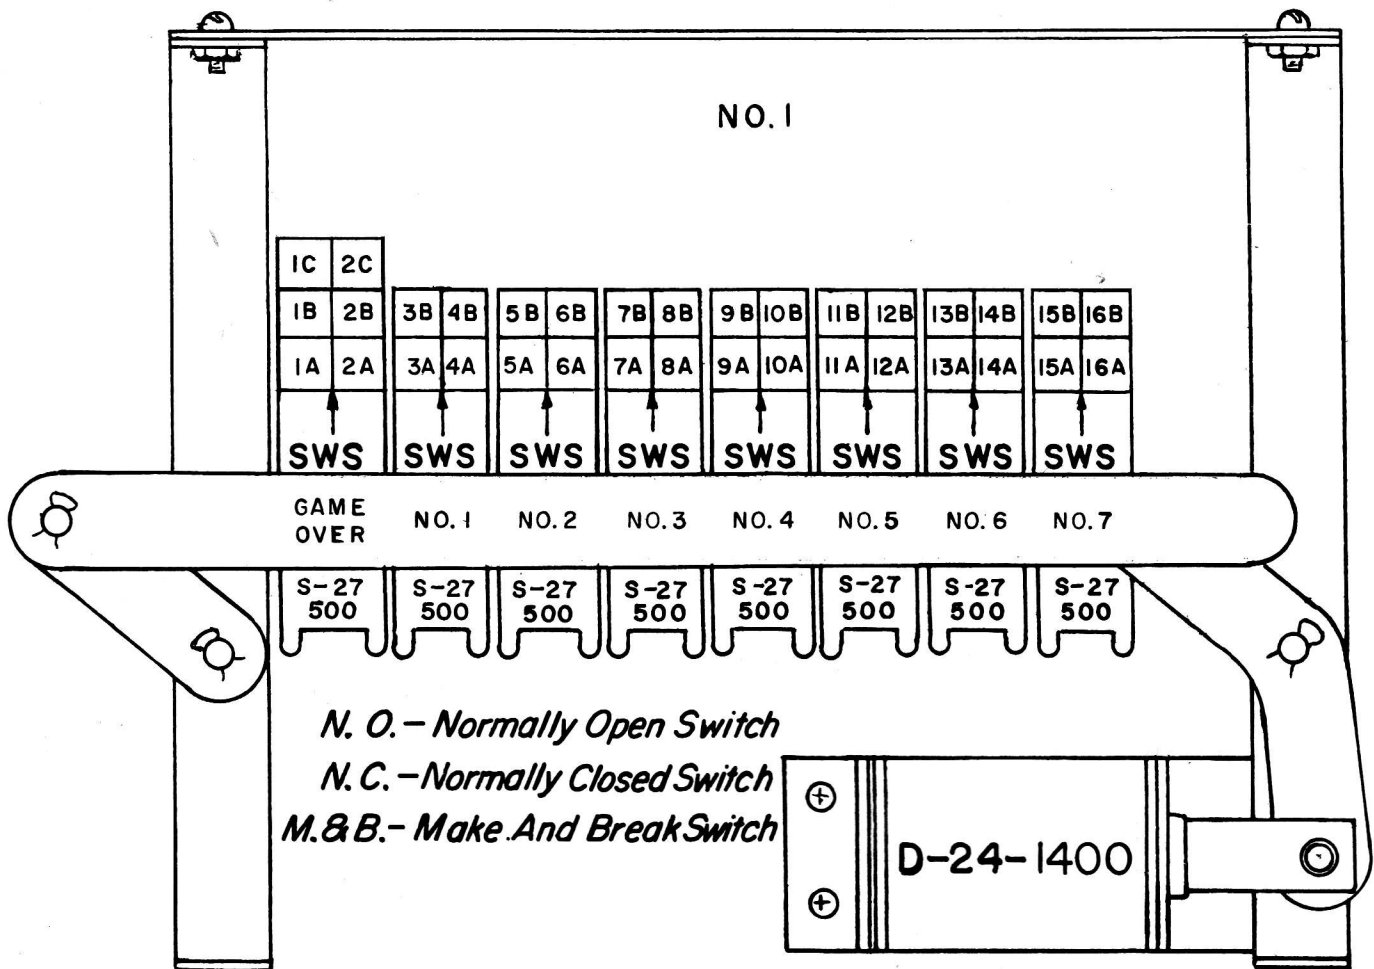 NO. 1
1C 2C
1B 2B 3B 4B 5B 6B 7B 8B 9B 10B 11B 12B 13B 14B 15B 16B
1A 2A 3A 4A 5A 6A 7A 8A 9A 10A 11A 12A 13A 14A 15A 16A
SWS SWS SWS SWS SWS SWS SWS SWS
GAME
OVER
NO. 1 NO. 2 NO. 3 NO. 4 NO. 5 NO. 6 NO. 7
S-27 S-27 S-27 S-27 S-27 S-27 S-27 S-27
500 500 500 500 500 500 500 500
N. O. - Normally Open Switch
N. C. - Normally Closed Switch
M. & B. - Make And Break Switch
D-24-1400